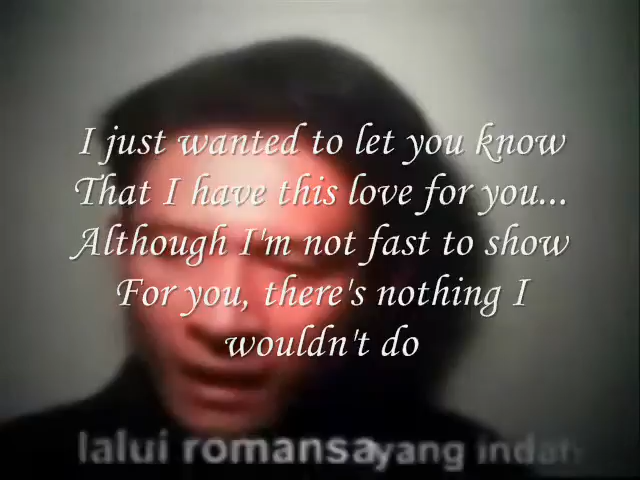 I just wanted to let you know
That I have this love for you...
Although I'm not fast to show
For you, there's nothing I
wouldn't do
lalui romansa yang indah